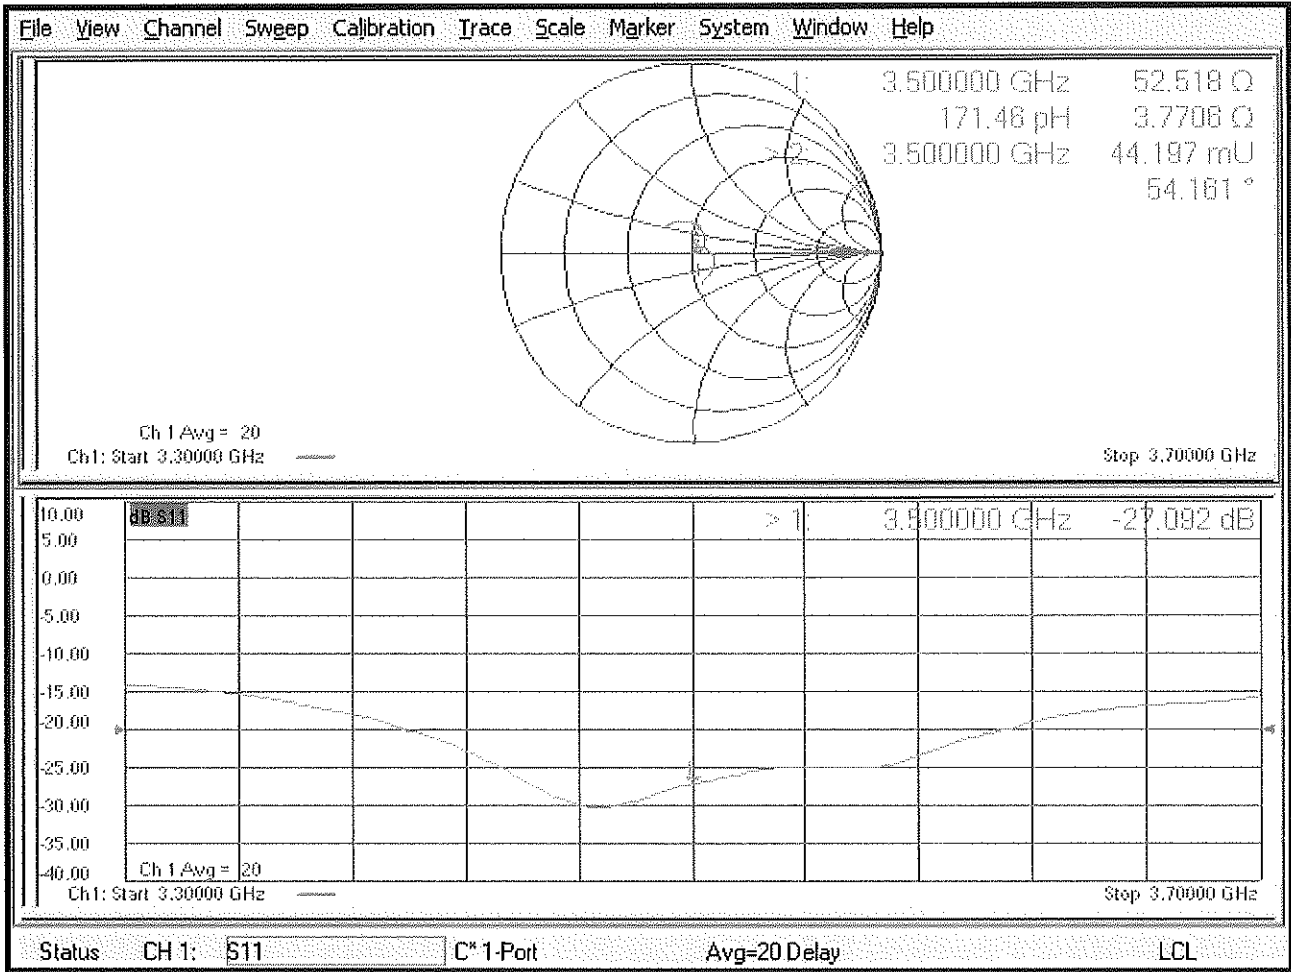 File View Channel Sweep Calibration Trace Scale Marker System Window Help
1: 3.500000 GHz 52.518 Ω
171.46 pH 3.7706 Ω
> 2: 3.500000 GHz 44.197 mU
54.161 °
Ch 1 Avg = 20
Ch1: Start 3.30000 GHz Stop 3.70000 GHz
10.00 dB S11 > 1: 3.500000 GHz -27.092 dB
5.00
0.00
-5.00
-10.00
-15.00
-20.00
-25.00
-30.00
-35.00
-40.00 Ch 1 Avg = 20
Ch1: Start 3.30000 GHz Stop 3.70000 GHz
Status CH 1: S11 C* 1-Port Avg=20 Delay LCL